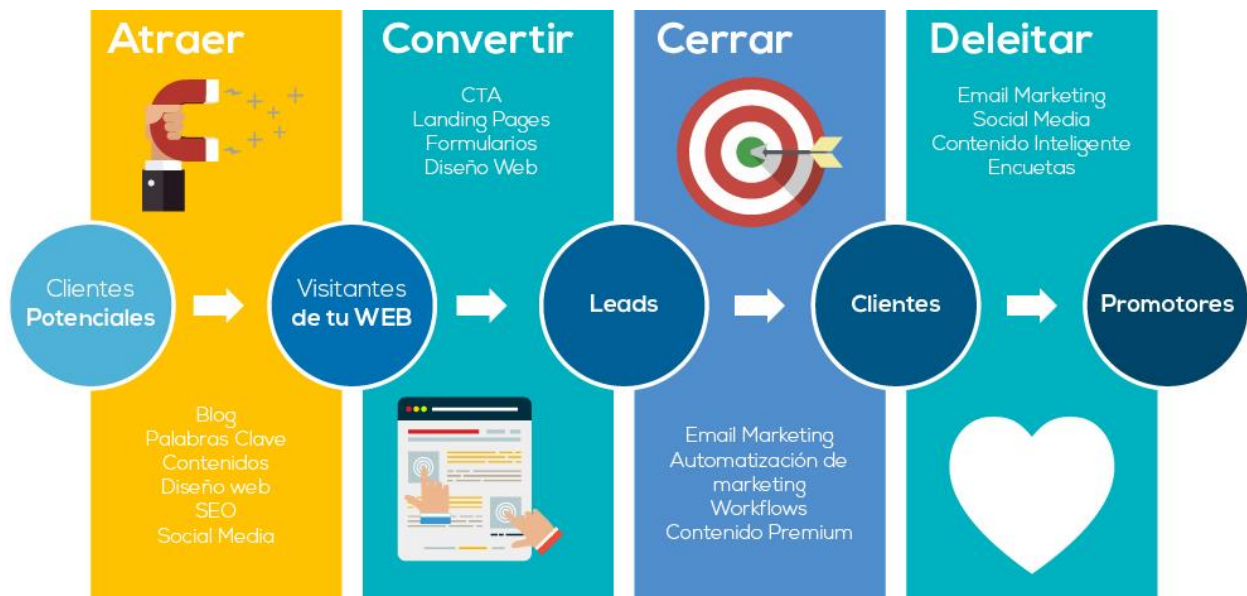 Atraer
Convertir
CTA
Landing Pages
Formularios
Diseño Web
Cerrar
Deleitar
Email Marketing
Social Media
Contenido Inteligente
Encuetas
Clientes
Potenciales
Visitantes
de tu WEB
Leads
Clientes
Promotores
Blog
Palabras Clave
Contenidos
Diseño web
SEO
Social Media
Email Marketing
Automatización de
marketing
Workflows
Contenido Premium